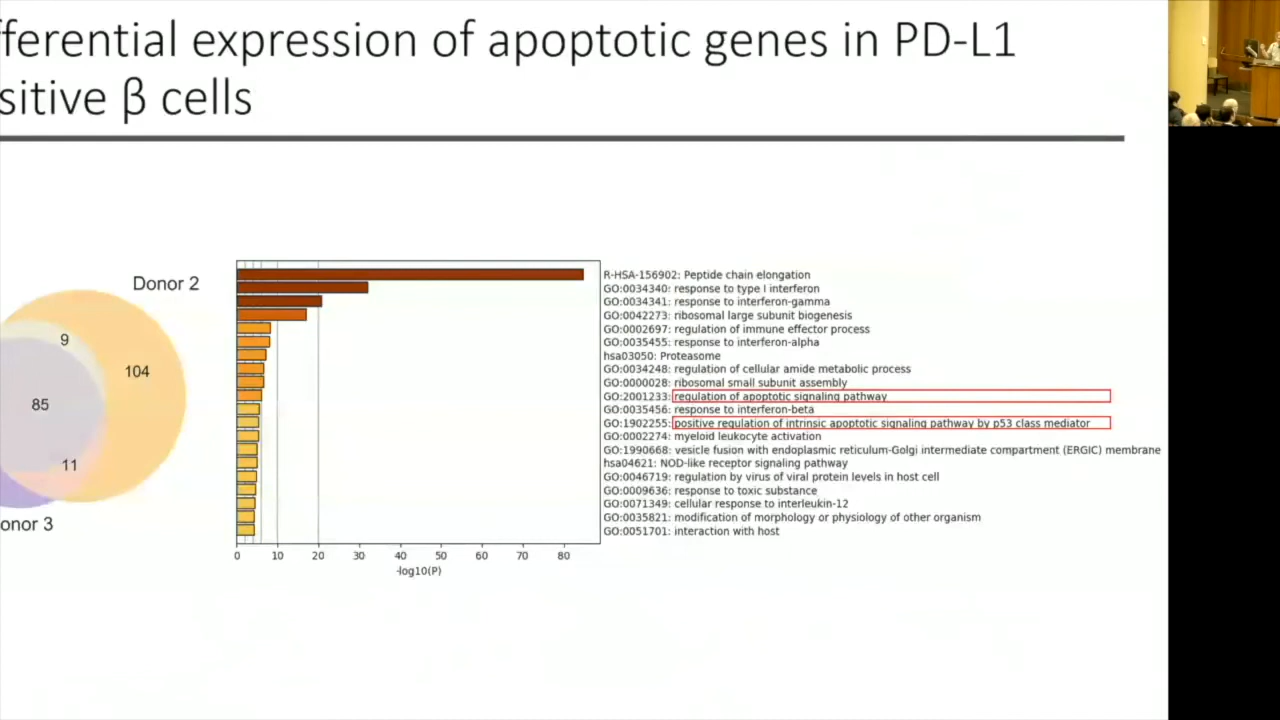 fferential expression of apoptotic genes in PD-L1
sitive β cells
Donor 2
9
104
85
11
onor 3
R-HSA-156902: Peptide chain elongation
GO:0034340: response to type I interferon
GO:0034341: response to interferon-gamma
GO:0042273: ribosomal large subunit biogenesis
GO:0002697: regulation of immune effector process
GO:0035455: response to interferon-alpha
hsa03050: Proteasome
GO:0034248: regulation of cellular amide metabolic process
GO:0000028: ribosomal small subunit assembly
GO:2001233: regulation of apoptotic signaling pathway
GO:0035456: response to interferon-beta
GO:1902255: positive regulation of intrinsic apoptotic signaling pathway by p53 class mediator
GO:0002274: myeloid leukocyte activation
GO:1990668: vesicle fusion with endoplasmic reticulum-Golgi intermediate compartment (ERGIC) membrane
hsa04621: NOD-like receptor signaling pathway
GO:0046719: regulation by virus of viral protein levels in host cell
GO:0009636: response to toxic substance
GO:0071349: cellular response to interleukin-12
GO:0035821: modification of morphology or physiology of other organism
GO:0051701: interaction with host
0 10 20 30 40 50 60 70 80
-log10(P)